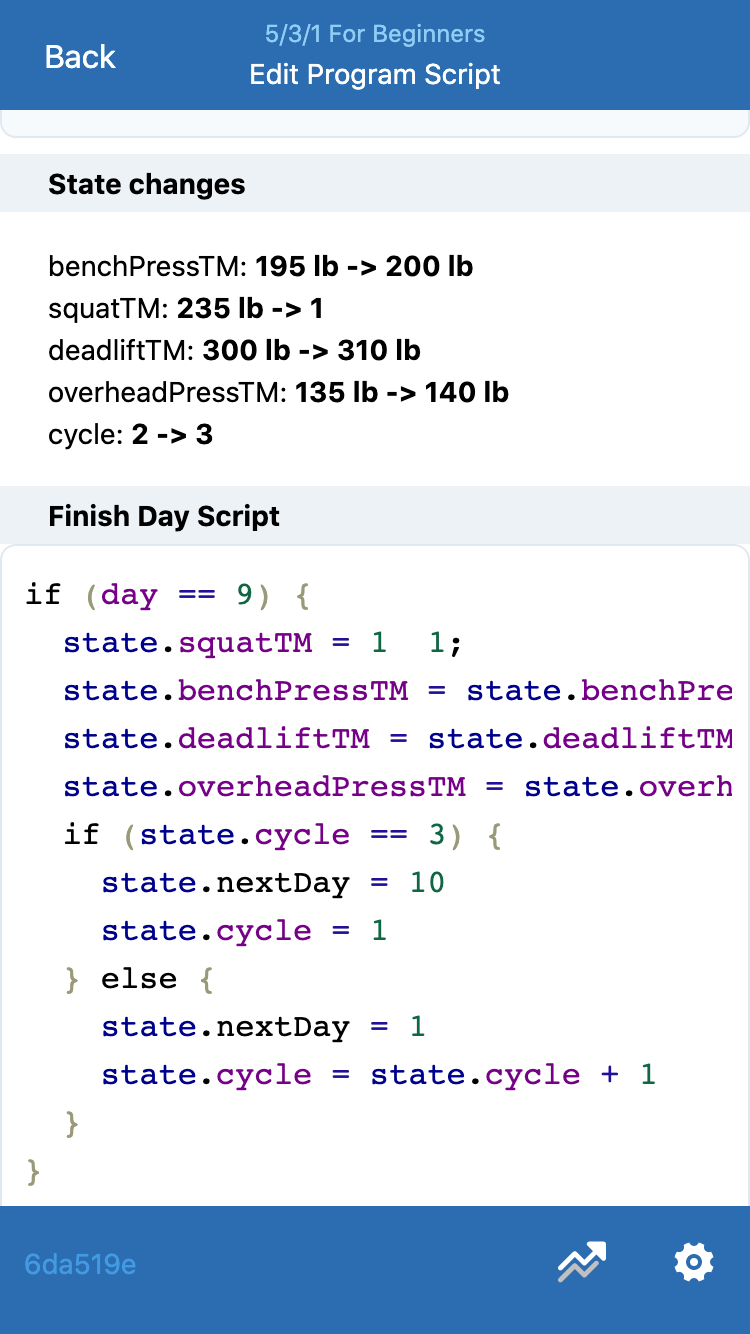 5/3/1 For Beginners
Back
Edit Program Script
State changes
benchPressTM: 195 lb -> 200 lb
squatTM: 235 lb -> 1
deadliftTM: 300 lb -> 310 lb
overheadPressTM: 135 lb -> 140 lb
cycle: 2 -> 3
Finish Day Script
if (day == 9) {
  state.squatTM = 1  1;
  state.benchPressTM = state.benchPre
  state.deadliftTM = state.deadliftTM
  state.overheadPressTM = state.overh
  if (state.cycle == 3) {
    state.nextDay = 10
    state.cycle = 1
  } else {
    state.nextDay = 1
    state.cycle = state.cycle + 1
  }
}
6da519e